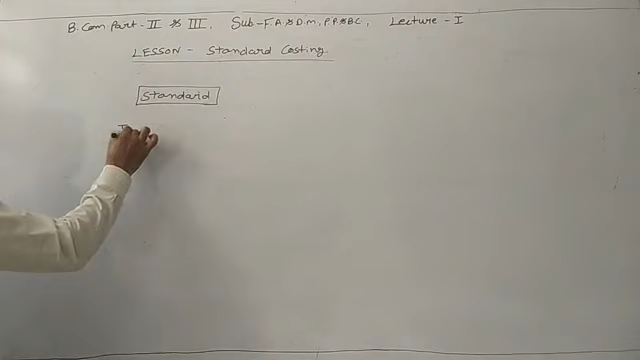 B. Com Part - II & III, Sub - F.A. & D.M, P.P. & B.C., Lecture - I
LESSON - Standard Costing
Standard